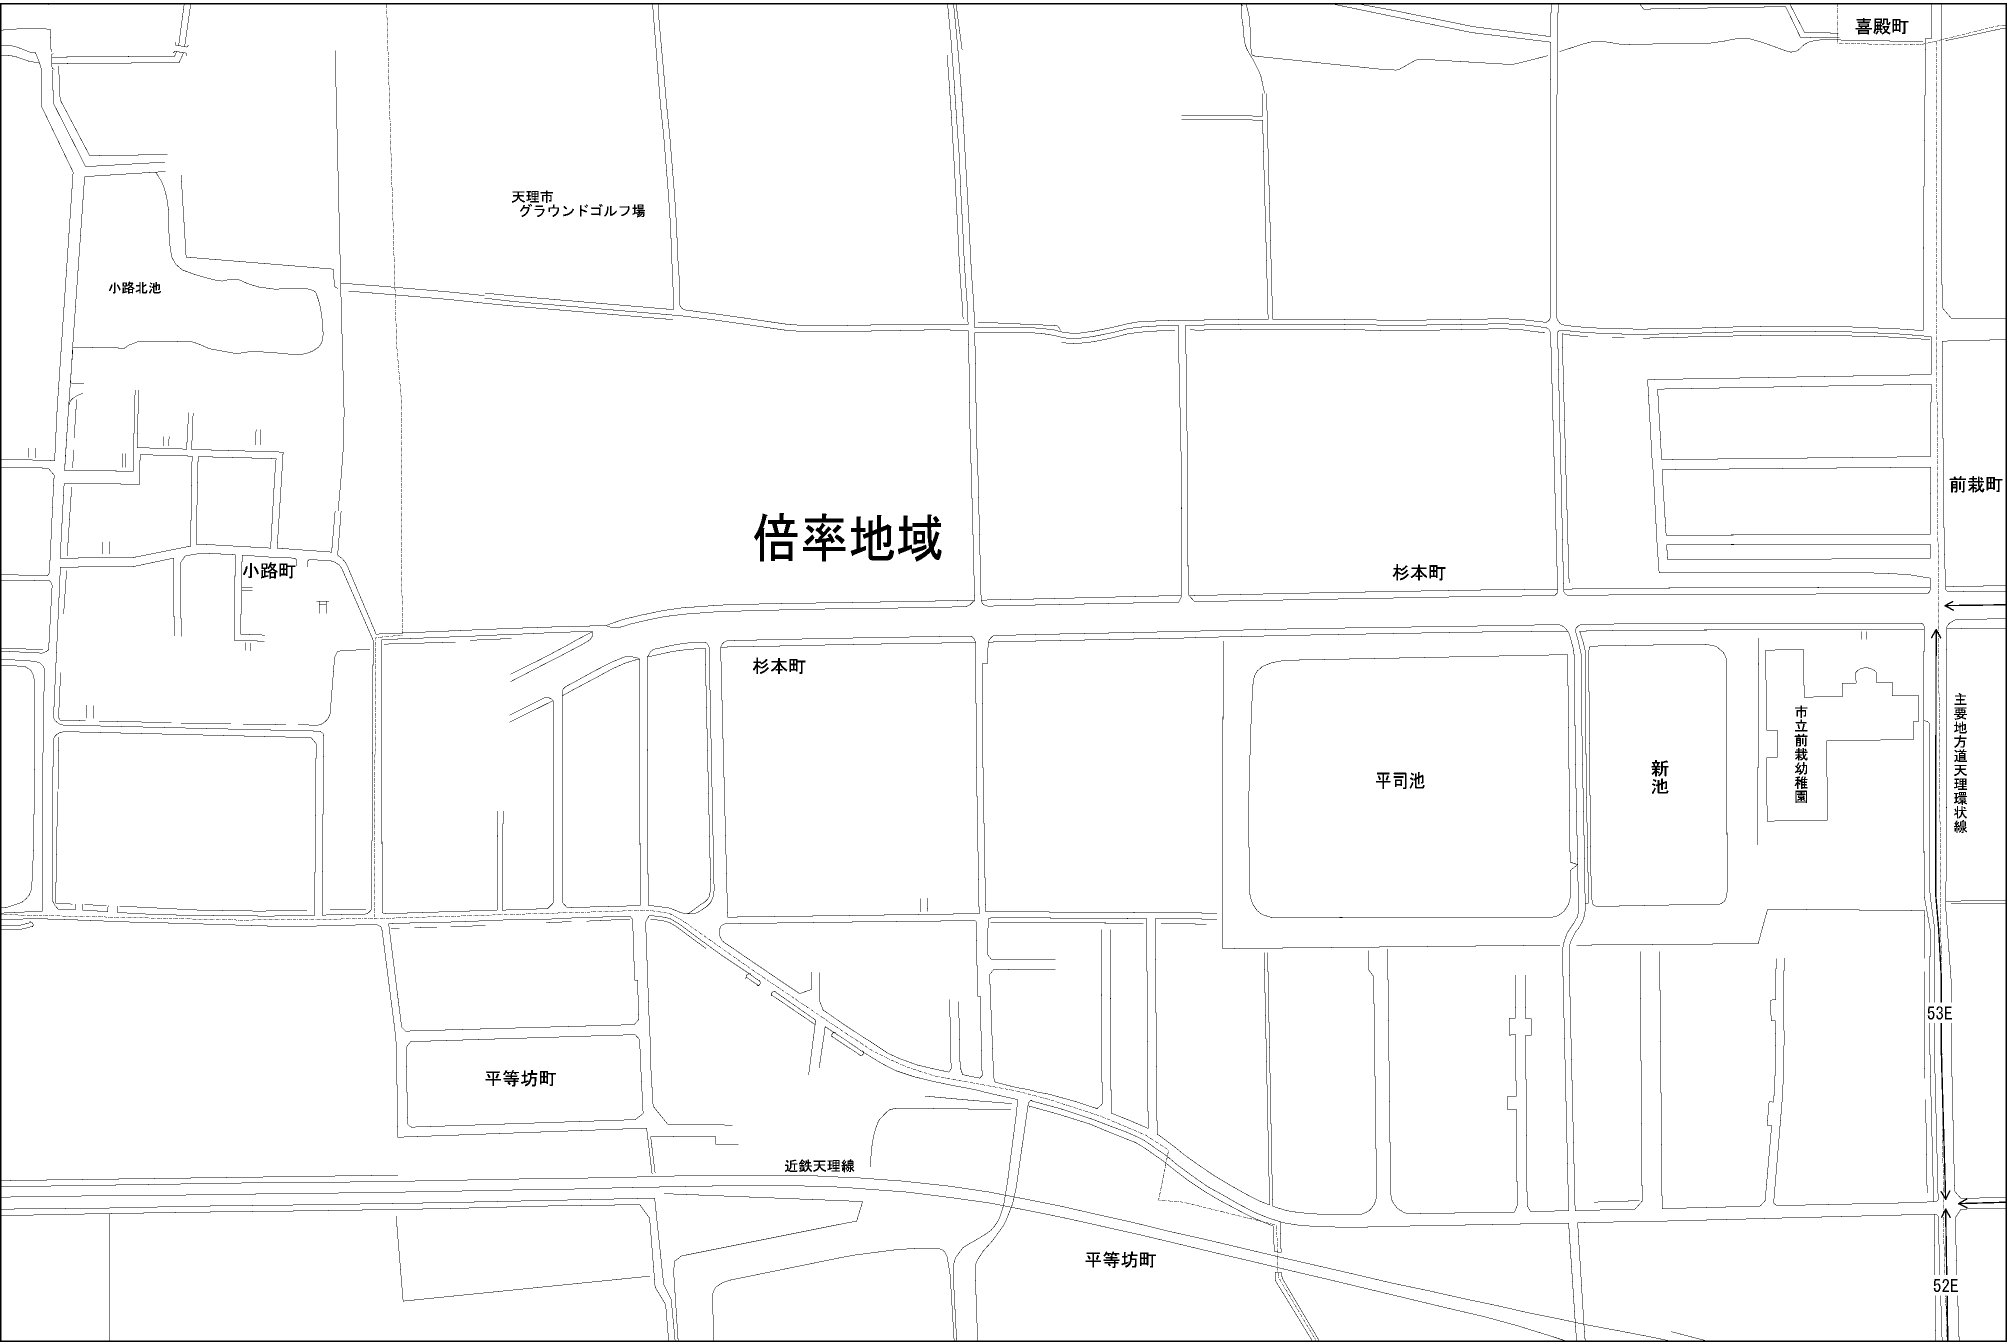 喜殿町
天理市
グラウンドゴルフ場
小路北池
前栽町
倍率地域
小路町
杉本町
杉本町
主要地方道天理環状線
市立前栽幼稚園
平司池
新池
53E
平等坊町
近鉄天理線
平等坊町
52E